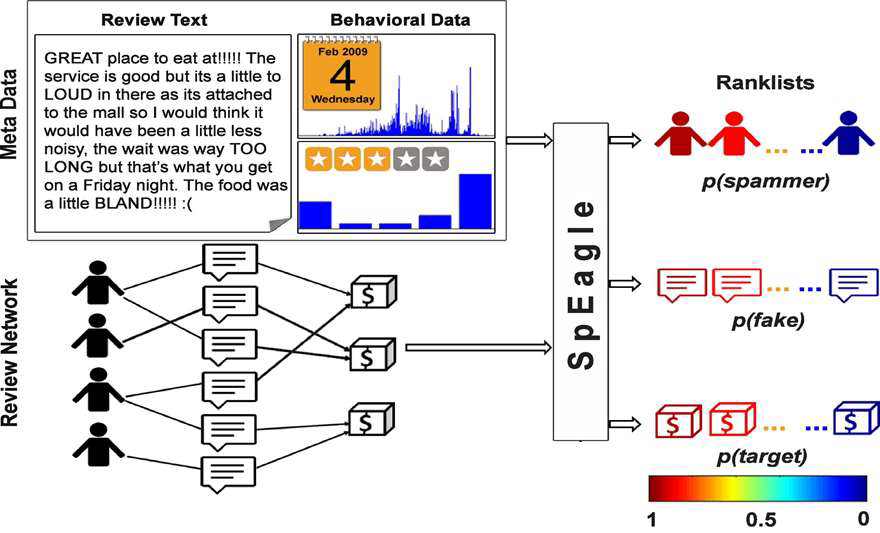 Review Text
Behavioral Data
Meta Data
GREAT place to eat at!!!!! The
service is good but its a little to
LOUD in there as its attached
to the mall so I would think it
would have been a little less
noisy, the wait was way TOO
LONG but that's what you get
on a Friday night. The food was
a little BLAND!!!!! :(
Feb 2009
4
Wednesday
Review Network
$
$
$
SpEagle
Ranklists
p(spammer)
p(fake)
$ $ $
p(target)
1 0.5 0